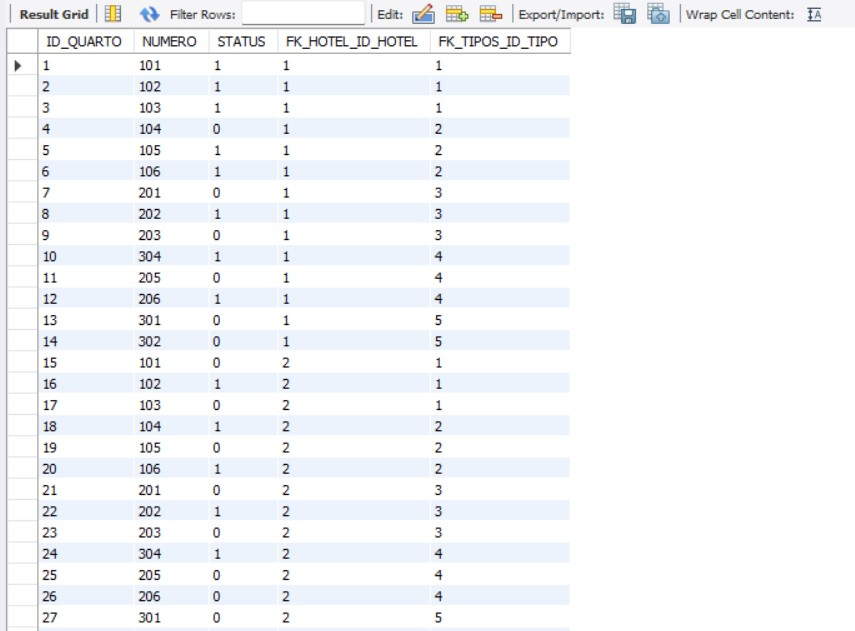 Result Grid Filter Rows: Edit: Export/Import: Wrap Cell Content: IA
ID_QUARTO NUMERO STATUS FK_HOTEL_ID_HOTEL FK_TIPOS_ID_TIPO
1 101 1 1 1
2 102 1 1 1
3 103 1 1 1
4 104 0 1 2
5 105 1 1 2
6 106 1 1 2
7 201 0 1 3
8 202 1 1 3
9 203 0 1 3
10 304 1 1 4
11 205 0 1 4
12 206 1 1 4
13 301 0 1 5
14 302 0 1 5
15 101 0 2 1
16 102 1 2 1
17 103 0 2 1
18 104 1 2 2
19 105 0 2 2
20 106 1 2 2
21 201 0 2 3
22 202 1 2 3
23 203 0 2 3
24 304 1 2 4
25 205 0 2 4
26 206 0 2 4
27 301 0 2 5